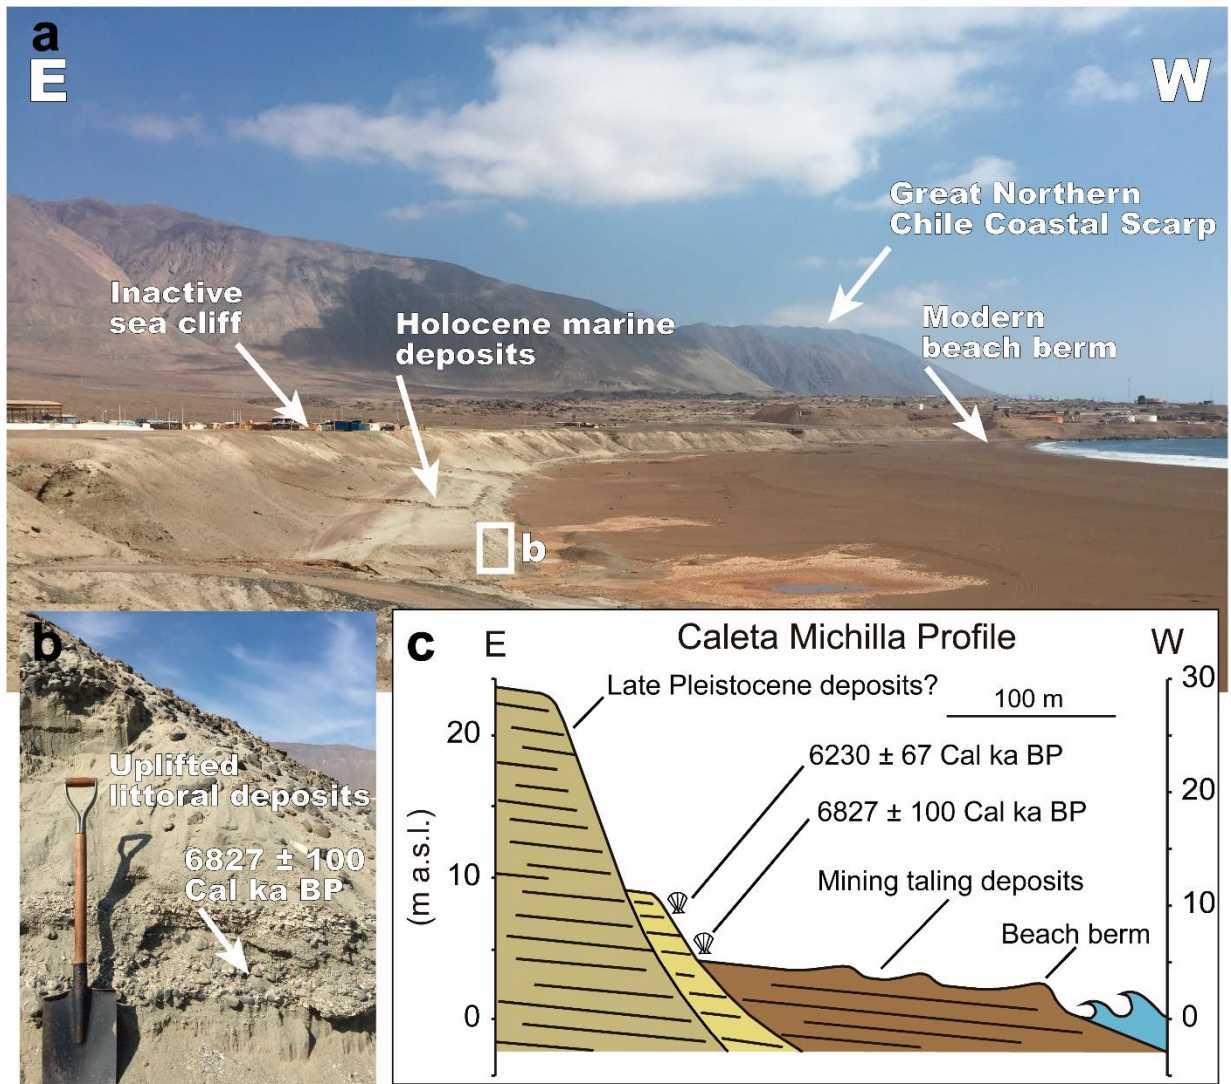 a
E
W
Great Northern
Chile Coastal Scarp
Inactive
sea cliff
Holocene marine
deposits
Modern
beach berm
b
b
Uplifted
littoral deposits
6827 ± 100
Cal ka BP
c
E
Caleta Michilla Profile
W
Late Pleistocene deposits?
100 m
30
20
6230 ± 67 Cal ka BP
20
6827 ± 100 Cal ka BP
(m a.s.l.)
10
Mining taling deposits
10
Beach berm
0
0